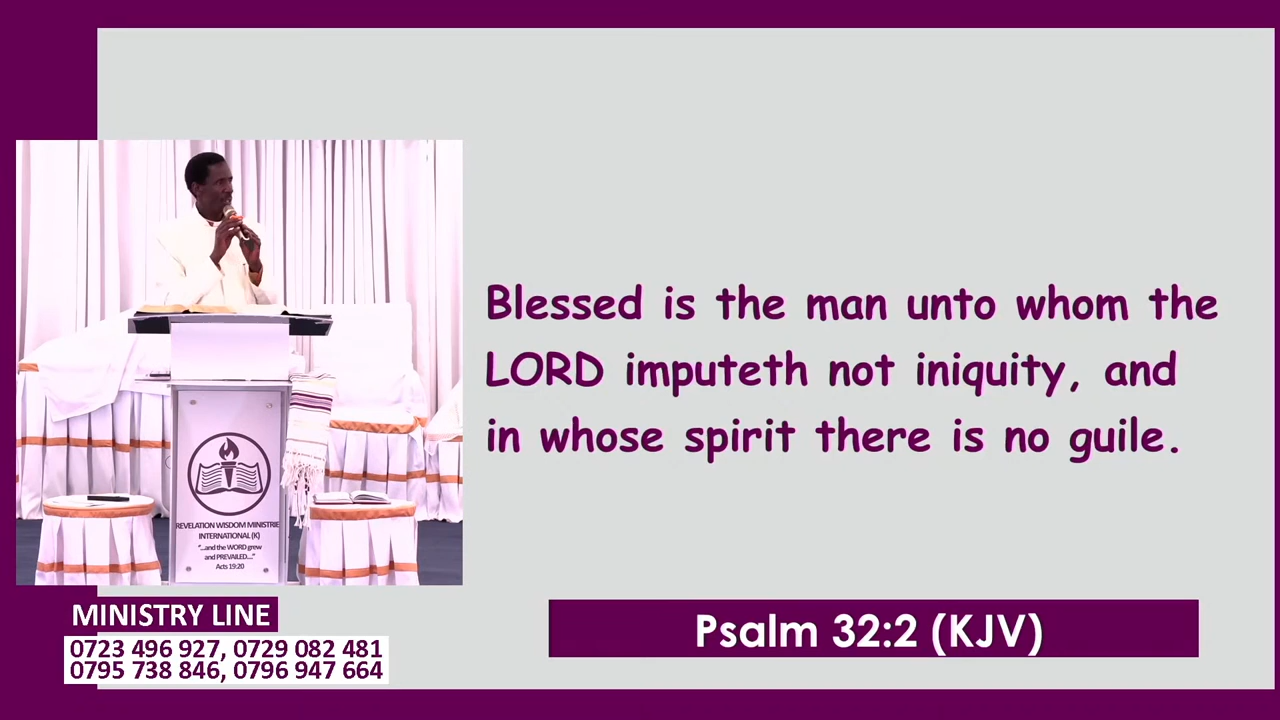 Blessed is the man unto whom the
LORD imputeth not iniquity, and
in whose spirit there is no guile.
Psalm 32:2 (KJV)
REVELATION WISDOM MINISTRIE
INTERNATIONAL (K)
"...and the WORD grew
and PREVAILED...."
Acts 19:20
MINISTRY LINE
0723 496 927, 0729 082 481
0795 738 846, 0796 947 664